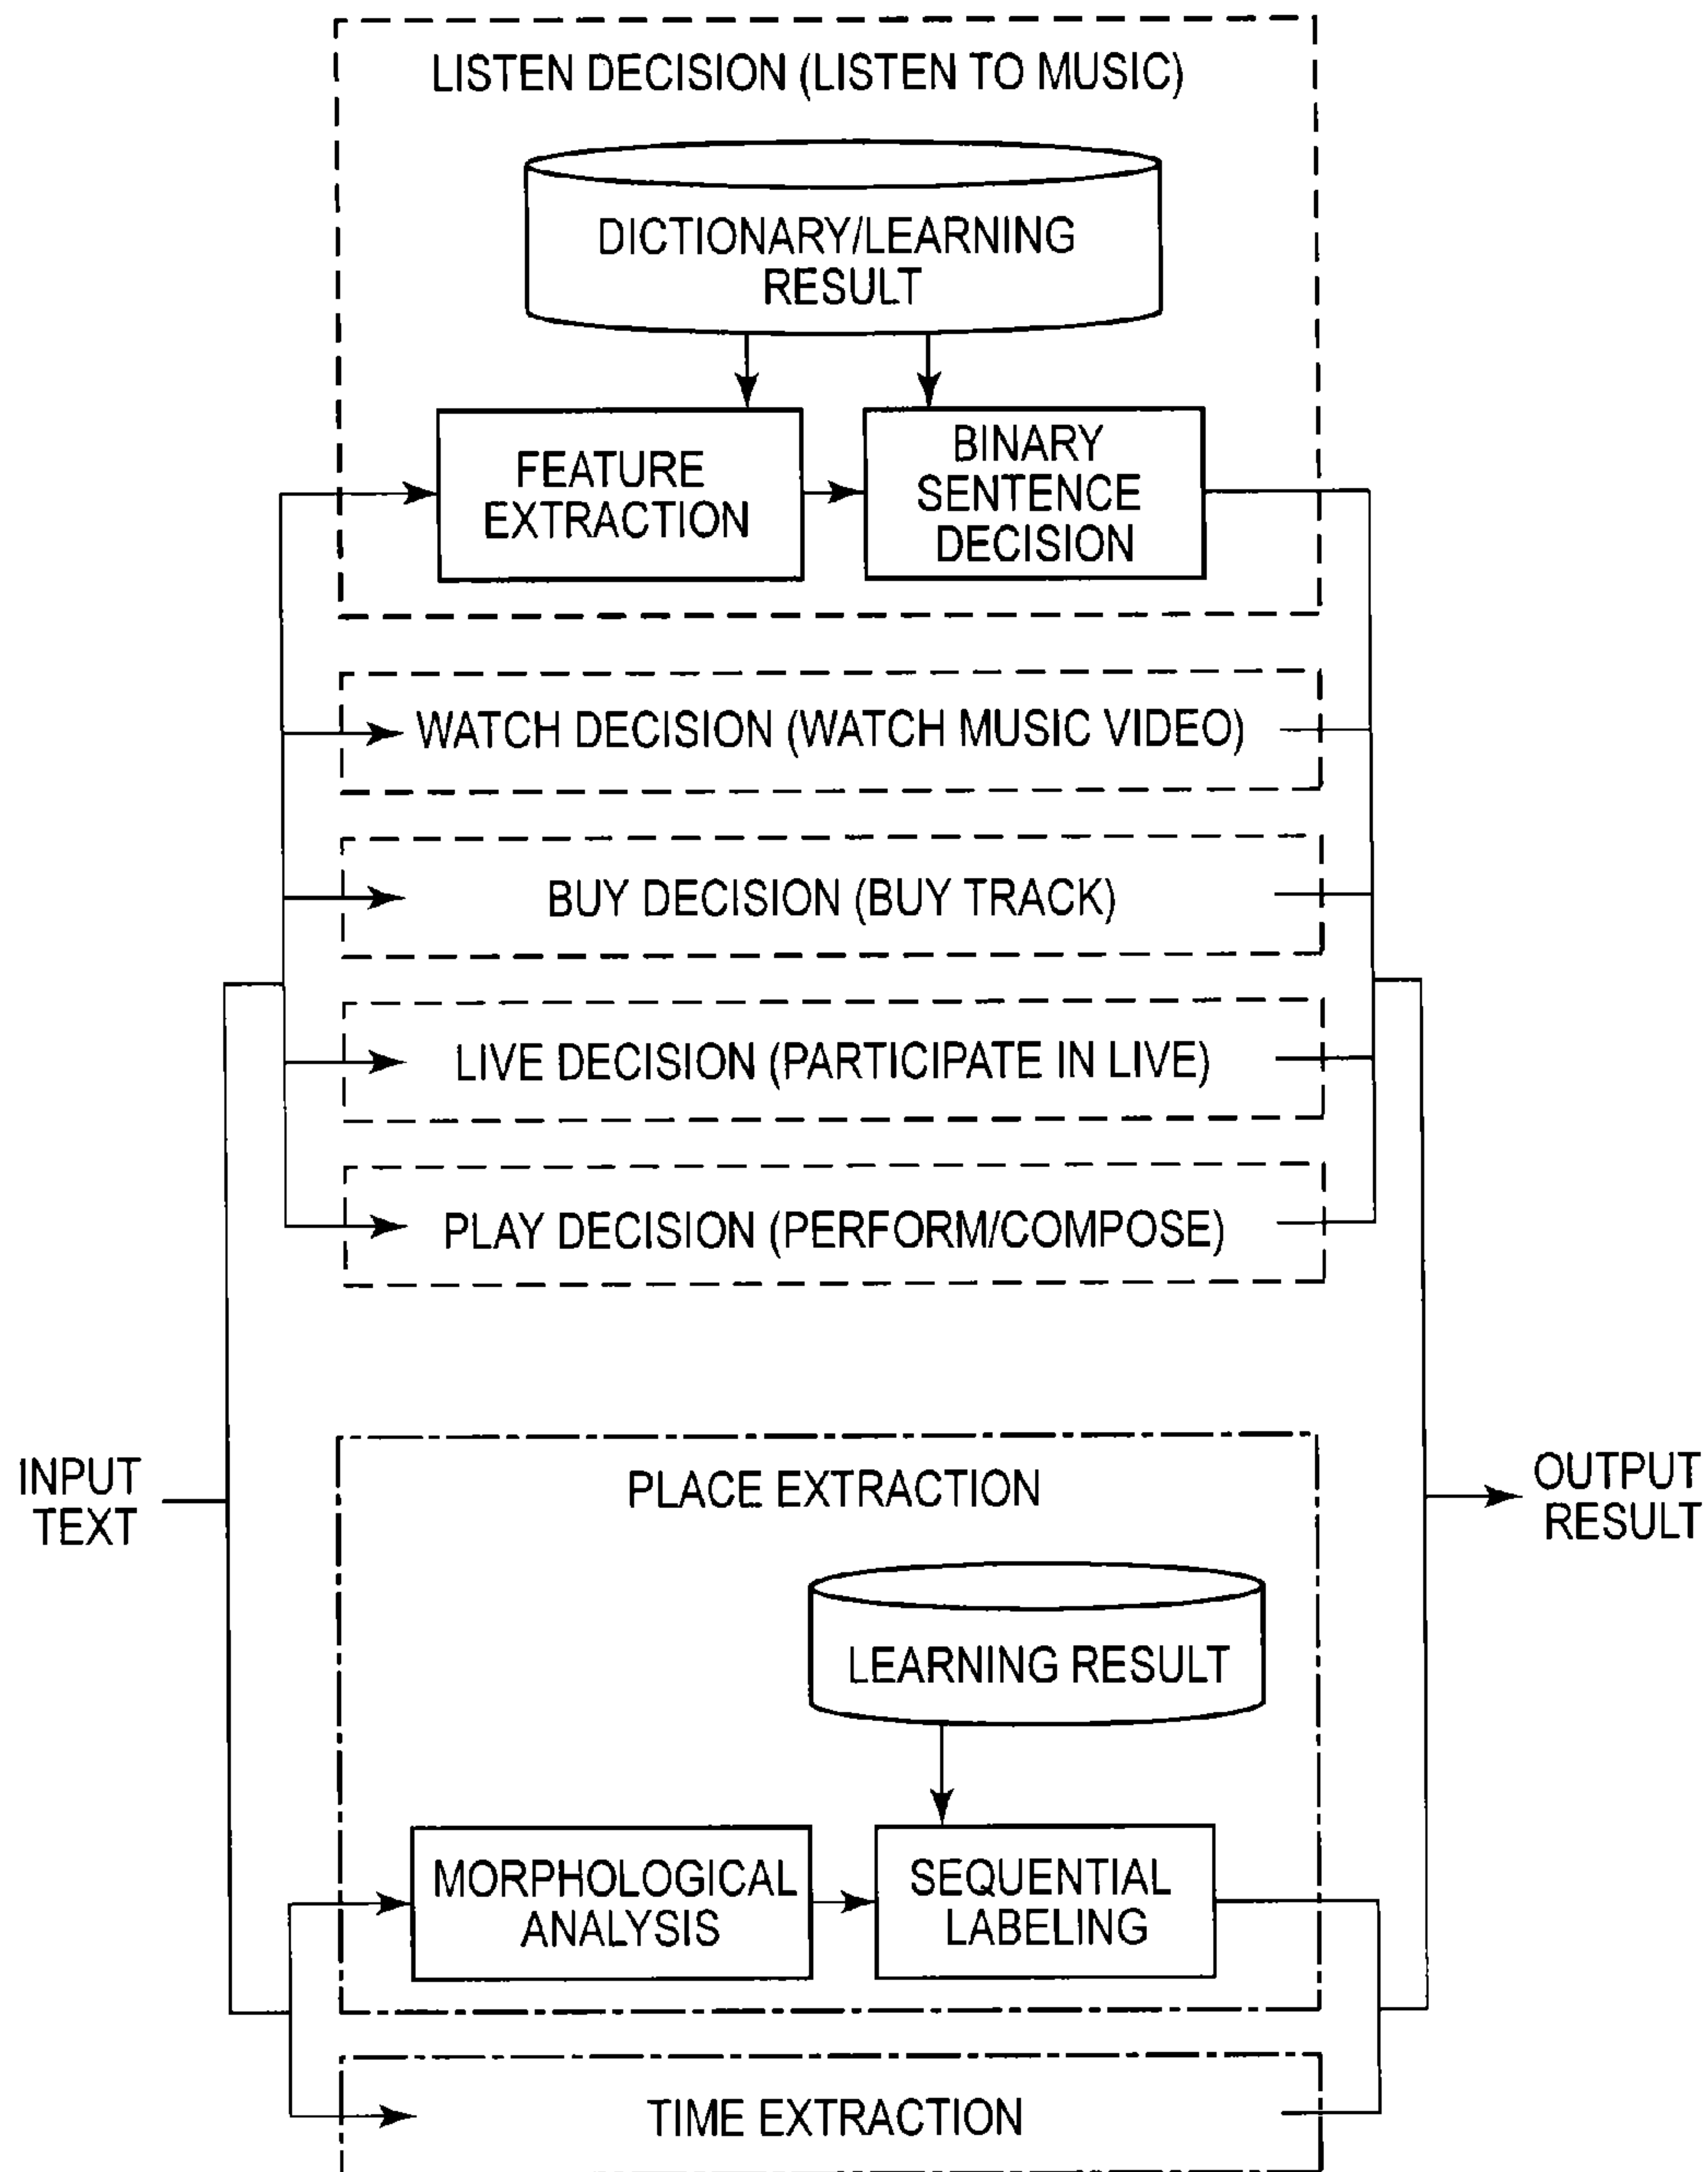 LISTEN DECISION (LISTEN TO MUSIC)
DICTIONARY/LEARNING
RESULT
FEATURE
EXTRACTION
BINARY
SENTENCE
DECISION
WATCH DECISION (WATCH MUSIC VIDEO)
BUY DECISION (BUY TRACK)
LIVE DECISION (PARTICIPATE IN LIVE)
PLAY DECISION (PERFORM/COMPOSE)
INPUT
TEXT
PLACE EXTRACTION
LEARNING RESULT
MORPHOLOGICAL
ANALYSIS
SEQUENTIAL
LABELING
OUTPUT
RESULT
TIME EXTRACTION